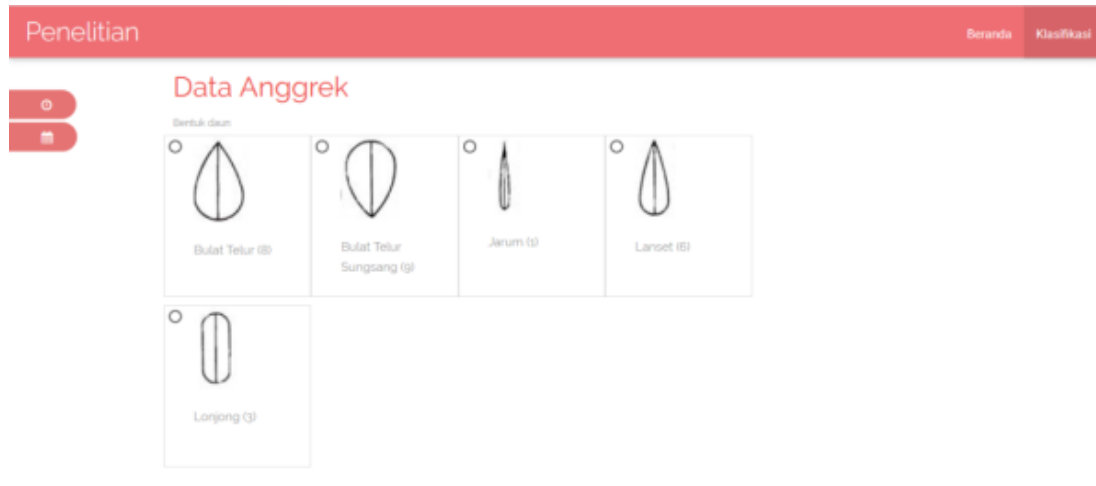 Penelitian
Beranda Klasifikasi
Data Anggrek
Bentuk daun
Bulat Telur (8)
Bulat Telur
Sungsang (9)
Jarum (1)
Lanset (6)
Lonjong (3)